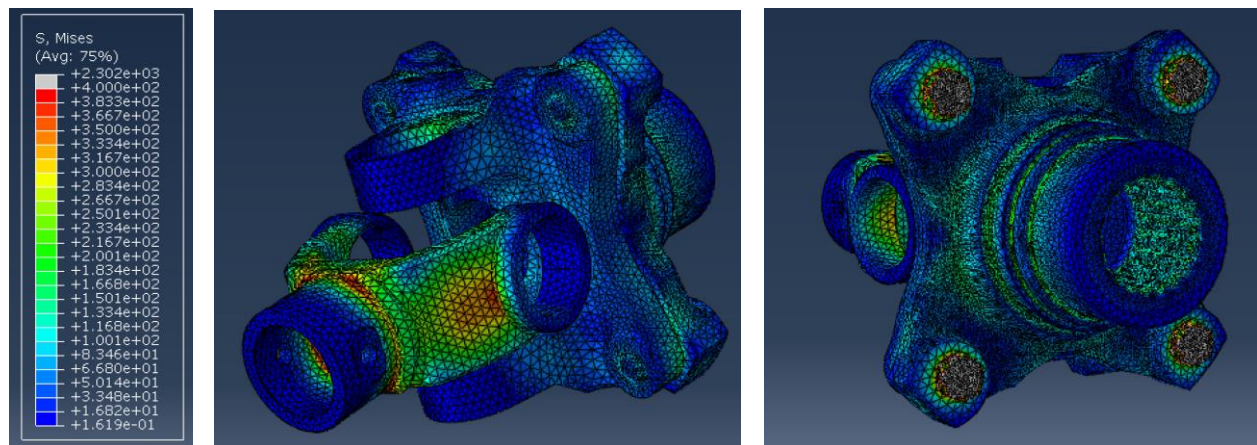 S, Mises
(Avg: 75%)
+2.302e+03
+4.000e+02
+3.833e+02
+3.667e+02
+3.500e+02
+3.334e+02
+3.167e+02
+3.000e+02
+2.834e+02
+2.667e+02
+2.501e+02
+2.334e+02
+2.167e+02
+2.001e+02
+1.834e+02
+1.668e+02
+1.501e+02
+1.334e+02
+1.168e+02
+1.001e+02
+8.346e+01
+6.680e+01
+5.014e+01
+3.348e+01
+1.682e+01
+1.619e-01